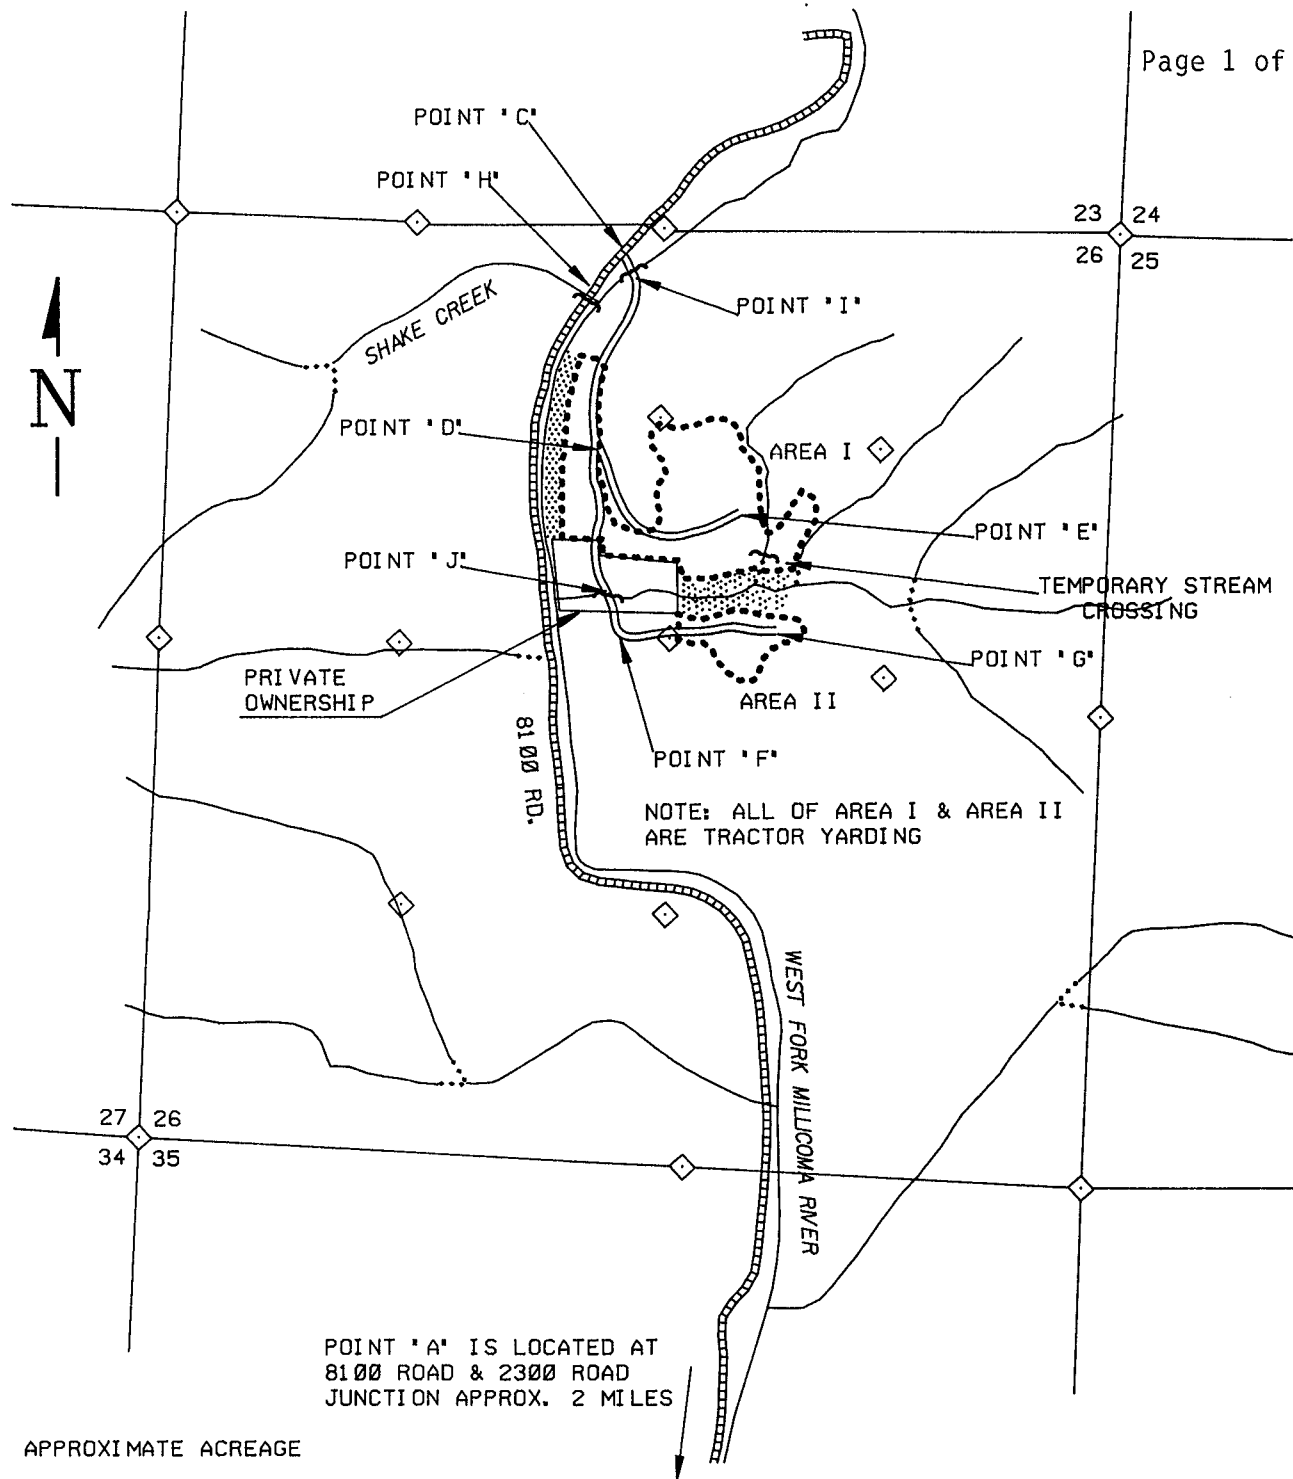 Page 1 of
POINT "C"
POINT "H"
23 24
26 25
POINT "I"
SHAKE CREEK
N
POINT "D"
AREA I
POINT "E"
POINT "J"
TEMPORARY STREAM
CROSSING
POINT "G"
PRIVATE
OWNERSHIP
AREA II
8100 RD.
POINT "F"
NOTE: ALL OF AREA I & AREA II
ARE TRACTOR YARDING
WEST FORK MILLICOMA RIVER
27 26
34 35
POINT "A" IS LOCATED AT
8100 ROAD & 2300 ROAD
JUNCTION APPROX. 2 MILES
APPROXIMATE ACREAGE